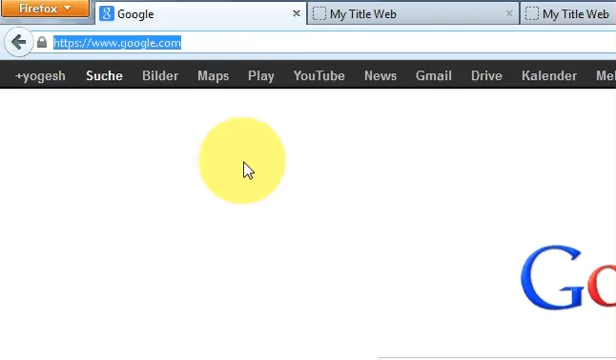 Firefox
Google
My Title Web
My Title Web
https://www.google.com
+yogesh Suche Bilder Maps Play YouTube News Gmail Drive Kalender
Go